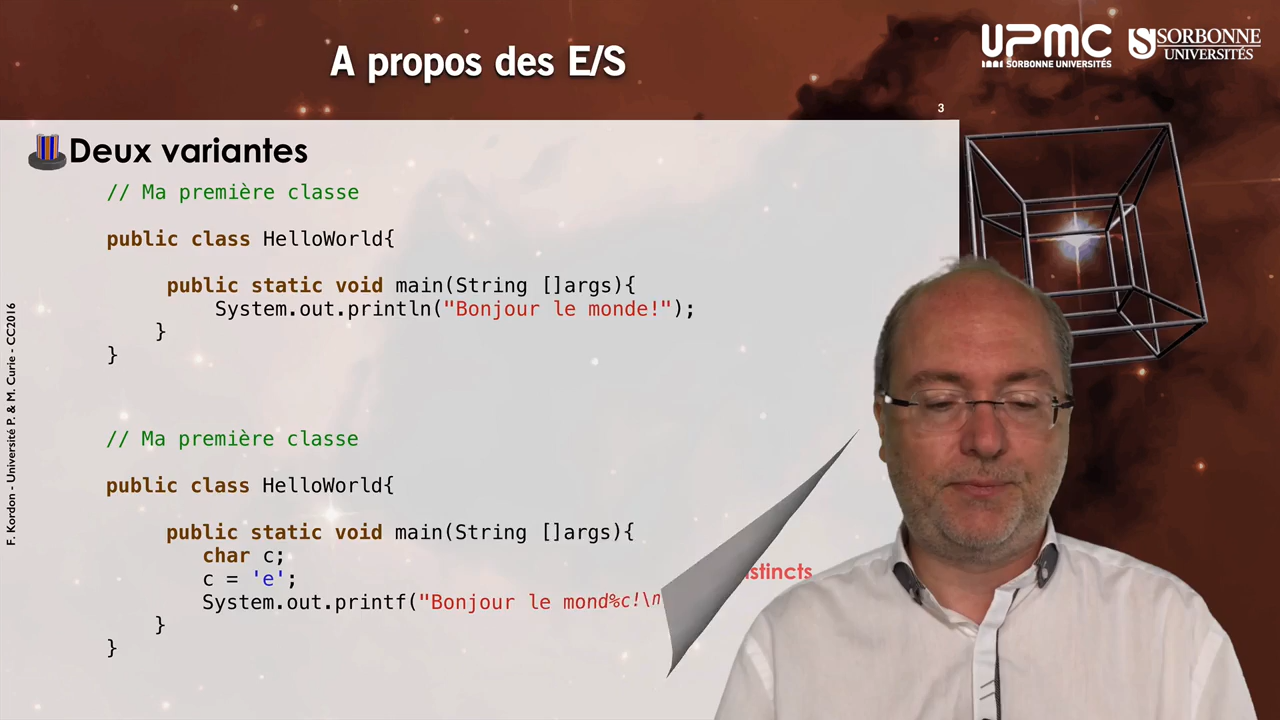 A propos des E/S
UPMC
SORBONNE UNIVERSITÉS
SORBONNE
UNIVERSITÉS
3
Deux variantes
// Ma première classe
public class HelloWorld{
public static void main(String []args){
System.out.println("Bonjour le monde!");
}
}
// Ma première classe
public class HelloWorld{
public static void main(String []args){
char c;
c = 'e';
System.out.printf("Bonjour le mond%c!\n
}
}
F. Kordon - Université P. & M. Curie - CC2016